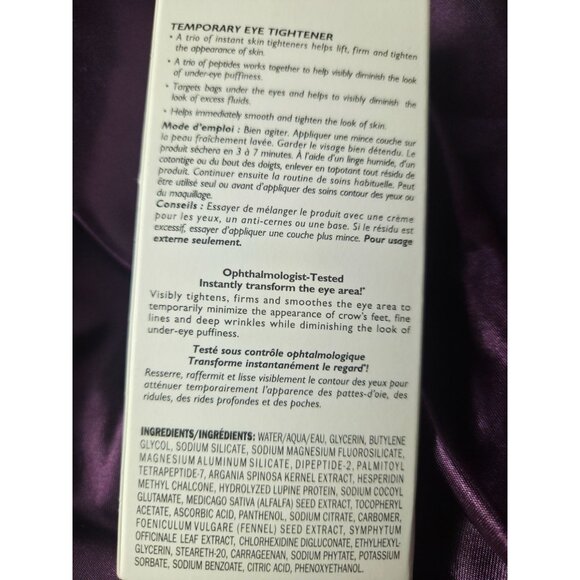 TEMPORARY EYE TIGHTENER
• A trio of instant skin tighteners helps lift, firm and tighten
the appearance of skin.
• A trio of peptides works together to help visibly diminish the look
of under-eye puffiness.
• Targets bags under the eyes and helps to visibly diminish the
look of excess fluids.
• Helps immediately smooth and tighten the look of skin.
Mode d'emploi : Bien agiter. Appliquer une mince couche sur
la peau fraîchement lavée. Garder le visage bien détendu. Le
produit séchera en 3 à 7 minutes. À l'aide d'un linge humide, d'un
cotontige ou du bout des doigts, enlever en tapotant tout résidu de
produit. Continuer ensuite la routine de soins habituelle. Peut
être utilisé seul ou avant d'appliquer des soins contour des yeux ou
du maquillage.
Conseils : Essayer de mélanger le produit avec une crème
pour les yeux, un anti-cernes ou une base. Si le résidu est
excessif, essayer d'appliquer une couche plus mince. Pour usage
externe seulement.
Ophthalmologist-Tested
Instantly transform the eye area!*
Visibly tightens, firms and smoothes the eye area to
temporarily minimize the appearance of crow's feet, fine
lines and deep wrinkles while diminishing the look of
under-eye puffiness.
Testé sous contrôle ophtalmologique
Transforme instantanément le regard*!
Resserre, raffermit et lisse visiblement le contour des yeux pour
atténuer temporairement l'apparence des pattes-d'oie, des
ridules, des rides profondes et des poches.
INGREDIENTS/INGRÉDIENTS: WATER/AQUA/EAU, GLYCERIN, BUTYLENE
GLYCOL, SODIUM SILICATE, SODIUM MAGNESIUM FLUOROSILICATE,
MAGNESIUM ALUMINUM SILICATE, DIPEPTIDE-2, PALMITOYL
TETRAPEPTIDE-7, ARGANIA SPINOSA KERNEL EXTRACT, HESPERIDIN
METHYL CHALCONE, HYDROLYZED LUPINE PROTEIN, SODIUM COCOYL
GLUTAMATE, MEDICAGO SATIVA (ALFALFA) SEED EXTRACT, TOCOPHERYL
ACETATE, ASCORBIC ACID, PANTHENOL, SODIUM CITRATE, CARBOMER,
FOENICULUM VULGARE (FENNEL) SEED EXTRACT, SYMPHYTUM
OFFICINALE LEAF EXTRACT, CHLORHEXIDINE DIGLUCONATE, ETHYLHEXYL-
GLYCERIN, STEARETH-20, CARRAGEENAN, SODIUM PHYTATE, POTASSIUM
SORBATE, SODIUM BENZOATE, CITRIC ACID, PHENOXYETHANOL.